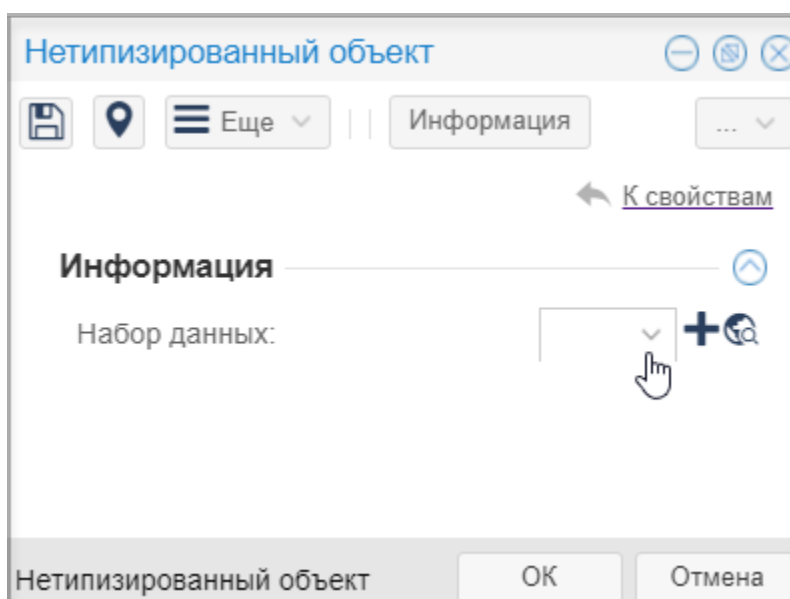 Нетипизированный объект
Еще Информация ...
К свойствам
Информация
Набор данных:
Нетипизированный объект ОК Отмена